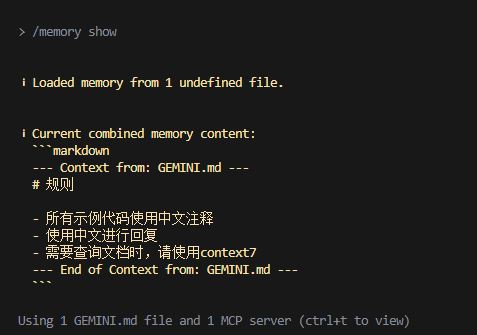 > /memory show
ℹ Loaded memory from 1 undefined file.
ℹ Current combined memory content:
```markdown
--- Context from: GEMINI.md ---
# 规则
- 所有示例代码使用中文注释
- 使用中文进行回复
- 需要查询文档时，请使用context7
--- End of Context from: GEMINI.md ---
```
Using 1 GEMINI.md file and 1 MCP server (ctrl+t to view)